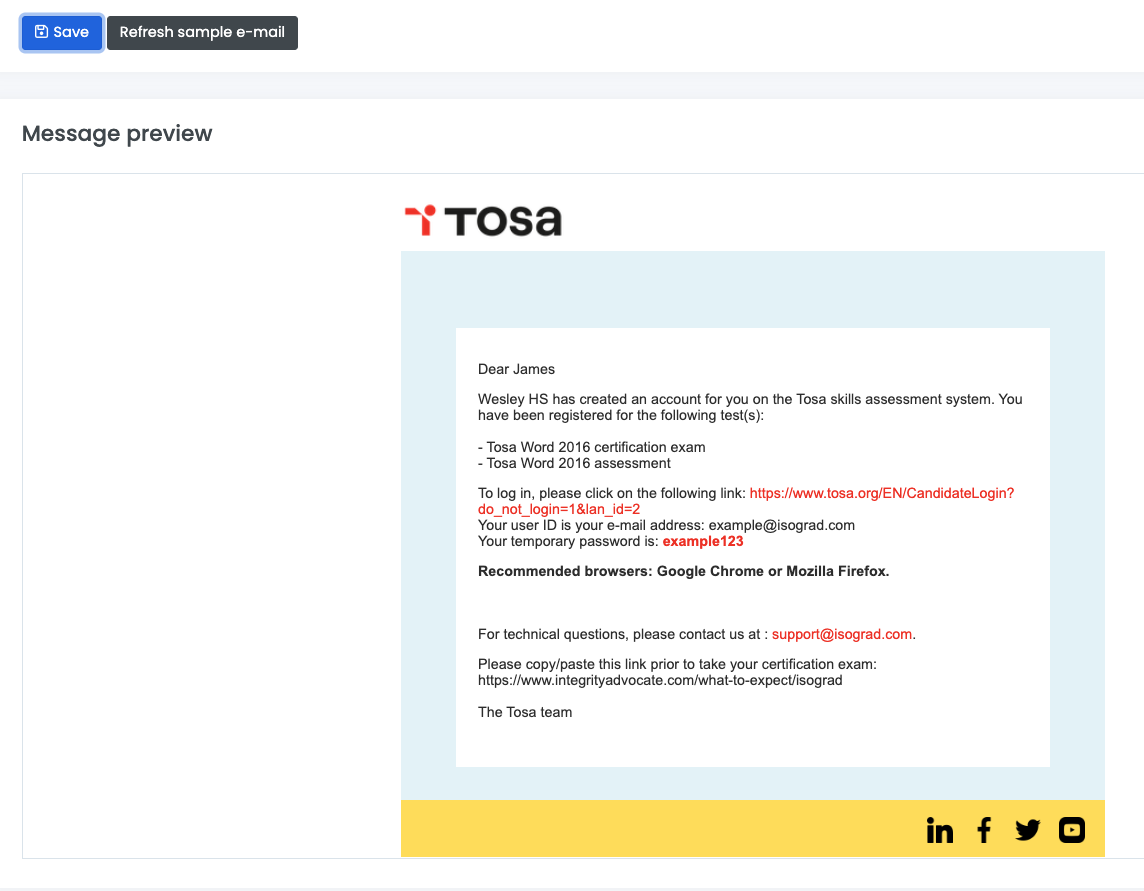 Save Refresh sample e-mail
Message preview
TOSA
Dear James
Wesley HS has created an account for you on the Tosa skills assessment system. You
have been registered for the following test(s):
- Tosa Word 2016 certification exam
- Tosa Word 2016 assessment
To log in, please click on the following link: https://www.tosa.org/EN/CandidateLogin?
do_not_login=1&lan_id=2
Your user ID is your e-mail address: example@isograd.com
Your temporary password is: example123
Recommended browsers: Google Chrome or Mozilla Firefox.
For technical questions, please contact us at : support@isograd.com.
Please copy/paste this link prior to take your certification exam:
https://www.integrityadvocate.com/what-to-expect/isograd
The Tosa team
in f